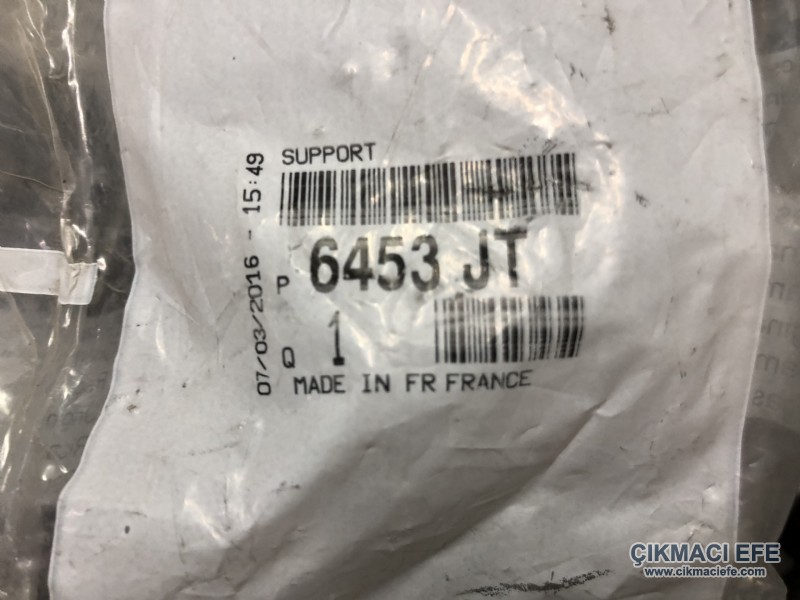 SUPPORT
P 6453 JT
Q 1
MADE IN FR FRANCE
07/03/2016 - 15:49
ÇIKMACI EFE
www.cikmaciefe.com